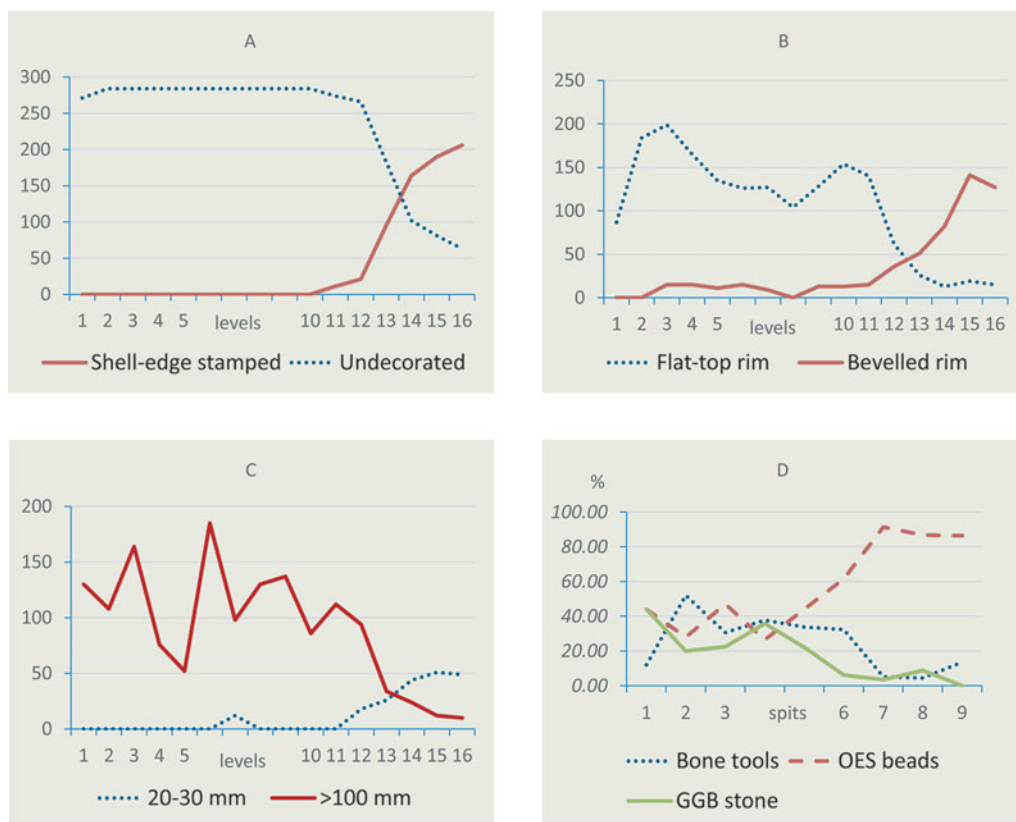 A
300
250
200
150
100
50
0
1 2 3 4 5 levels 10 11 12 13 14 15 16
Shell-edge stamped Undecorated
B
250
200
150
100
50
0
1 2 3 4 5 levels 10 11 12 13 14 15 16
Flat-top rim Bevelled rim
C
200
150
100
50
0
1 2 3 4 5 levels 10 11 12 13 14 15 16
20-30 mm >100 mm
D
%
100.00
80.00
60.00
40.00
20.00
0.00
1 2 3 spits 6 7 8 9
Bone tools OES beads
GGB stone